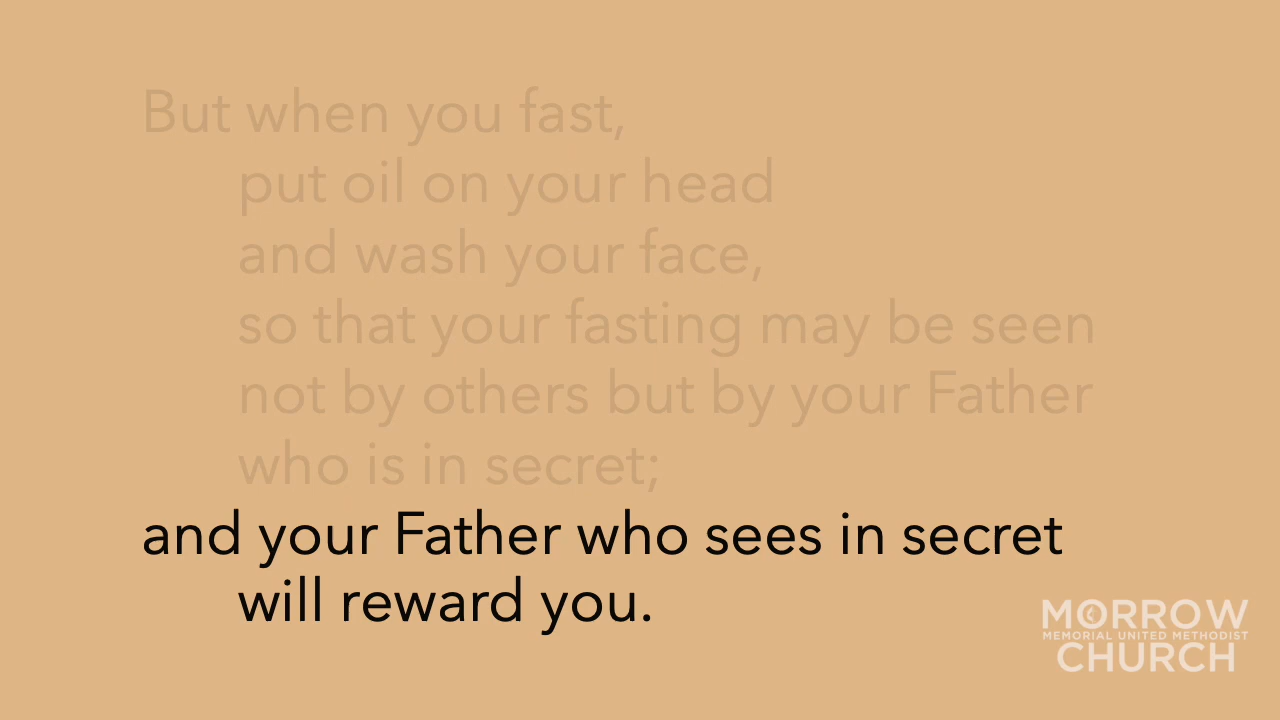 But when you fast,
put oil on your head
and wash your face,
so that your fasting may be seen
not by others but by your Father
who is in secret;
and your Father who sees in secret
will reward you.
MORROW
MEMORIAL UNITED METHODIST
CHURCH